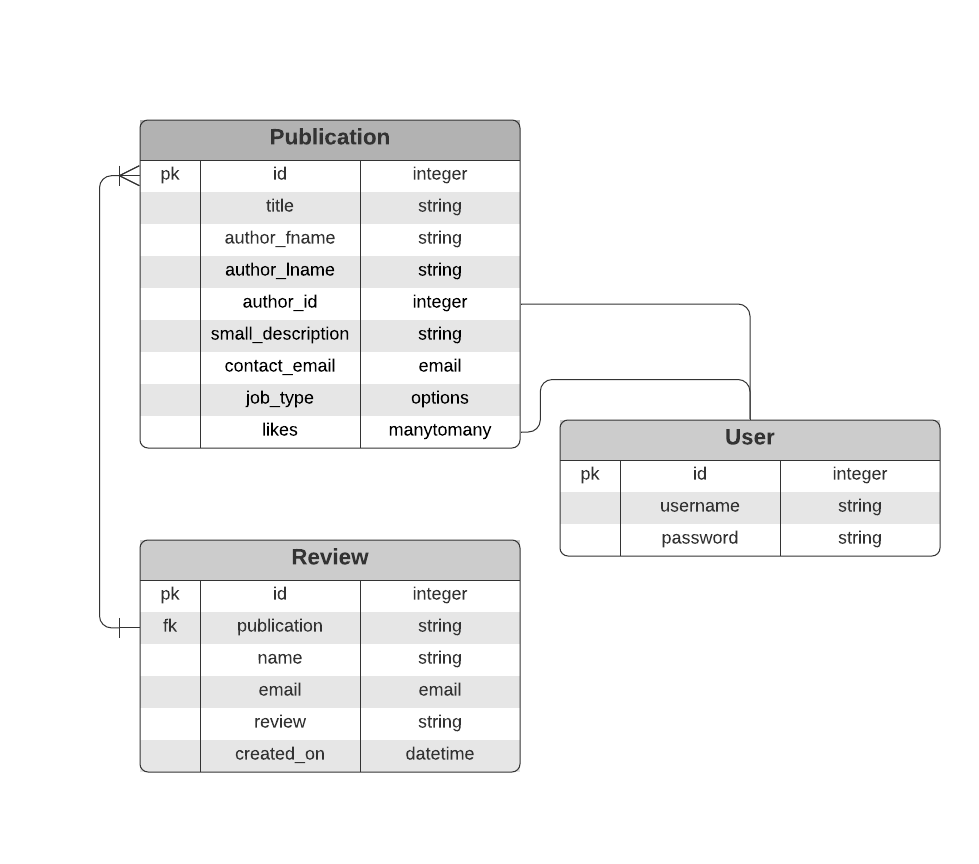 Publication
pk id integer
title string
author_fname string
author_lname string
author_id integer
small_description string
contact_email email
job_type options
likes manytomany
User
pk id integer
username string
password string
Review
pk id integer
fk publication string
name string
email email
review string
created_on datetime